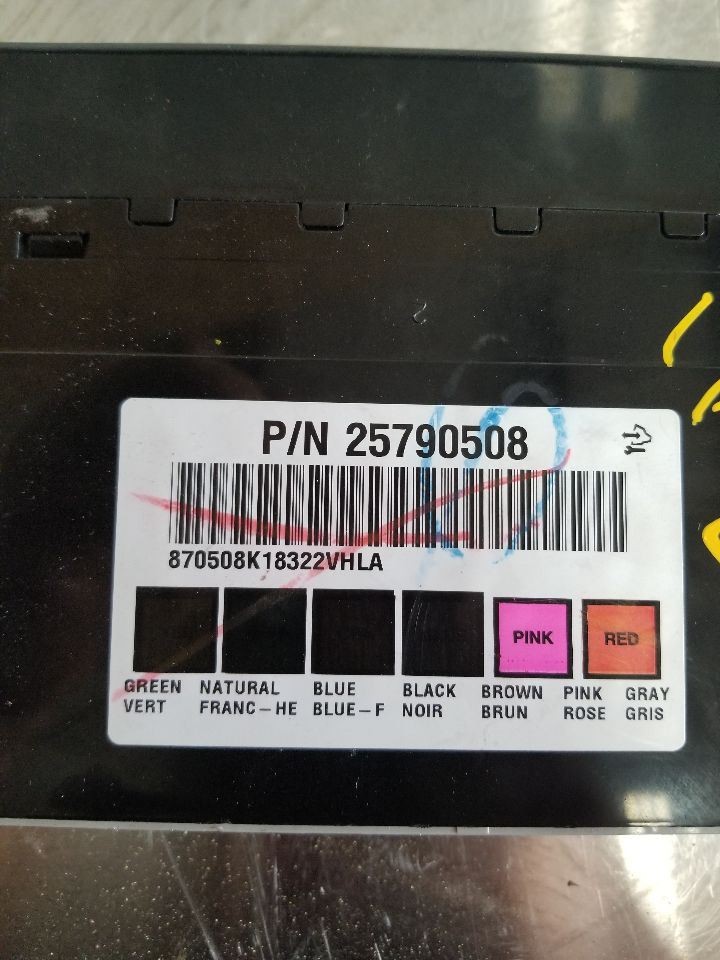 P/N 25790508
870508K18322VHLA
PINK RED
GREEN NATURAL BLUE BLACK BROWN PINK GRAY
VERT FRANC-HE BLUE-F NOIR BRUN ROSE GRIS